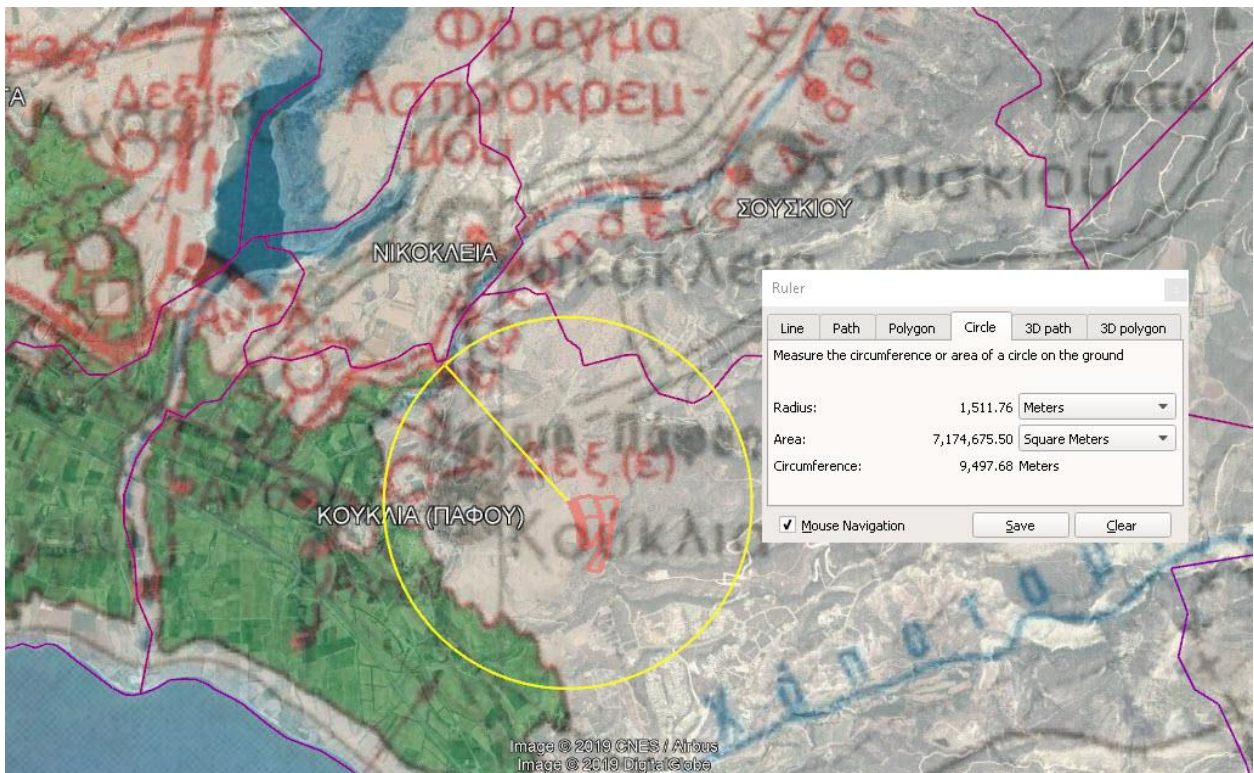 Φραγμα
Ασπροκρεμ-
μου
Δεξ(ε)
Κατω
ΤΑ
Σουσκιοῦ
ΣΟΥΣΚΙΟΥ
ΝΙΚΟΚΛΕΙΑ
Δεξ(ε)
ΚΟΥΚΛΙΑ (ΠΑΦΟΥ)
Κουκλια
Ruler
Line Path Polygon Circle 3D path 3D polygon
Measure the circumference or area of a circle on the ground
Radius: 1,511.76 Meters
Area: 7,174,675.50 Square Meters
Circumference: 9,497.68 Meters
Mouse Navigation Save Clear
Image © 2019 CNES / Airbus
Image © 2019 DigitalGlobe